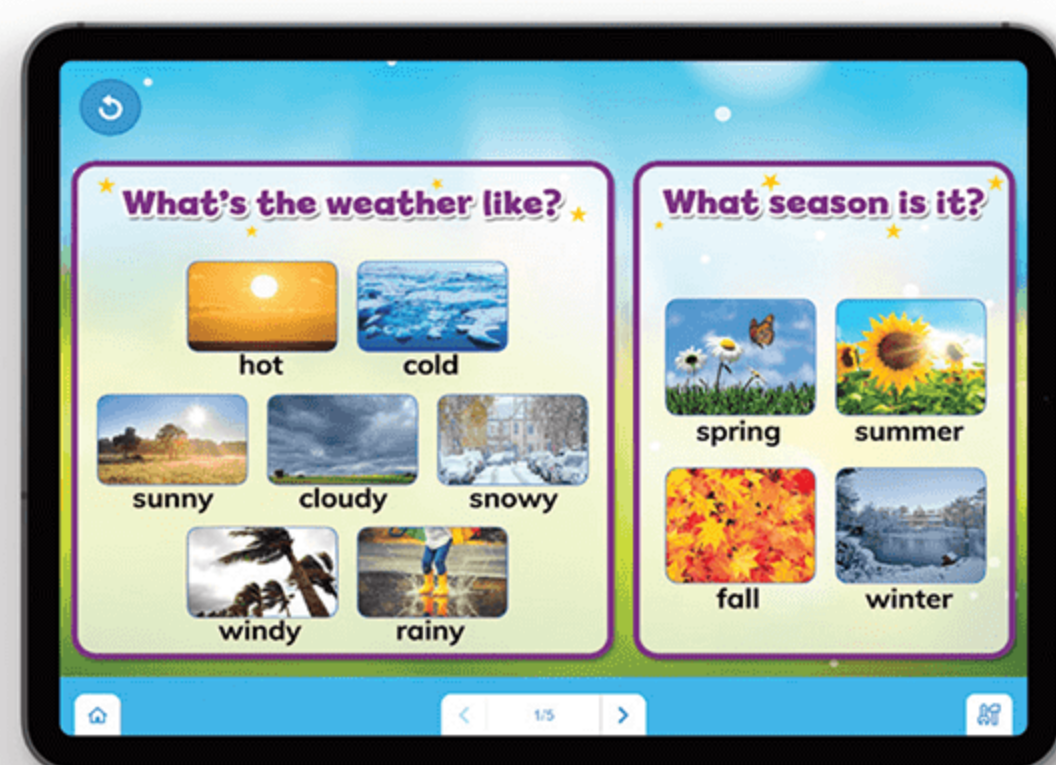 What's the weather like?
hot cold
sunny cloudy snowy
windy rainy
What season is it?
spring summer
fall winter
1/5